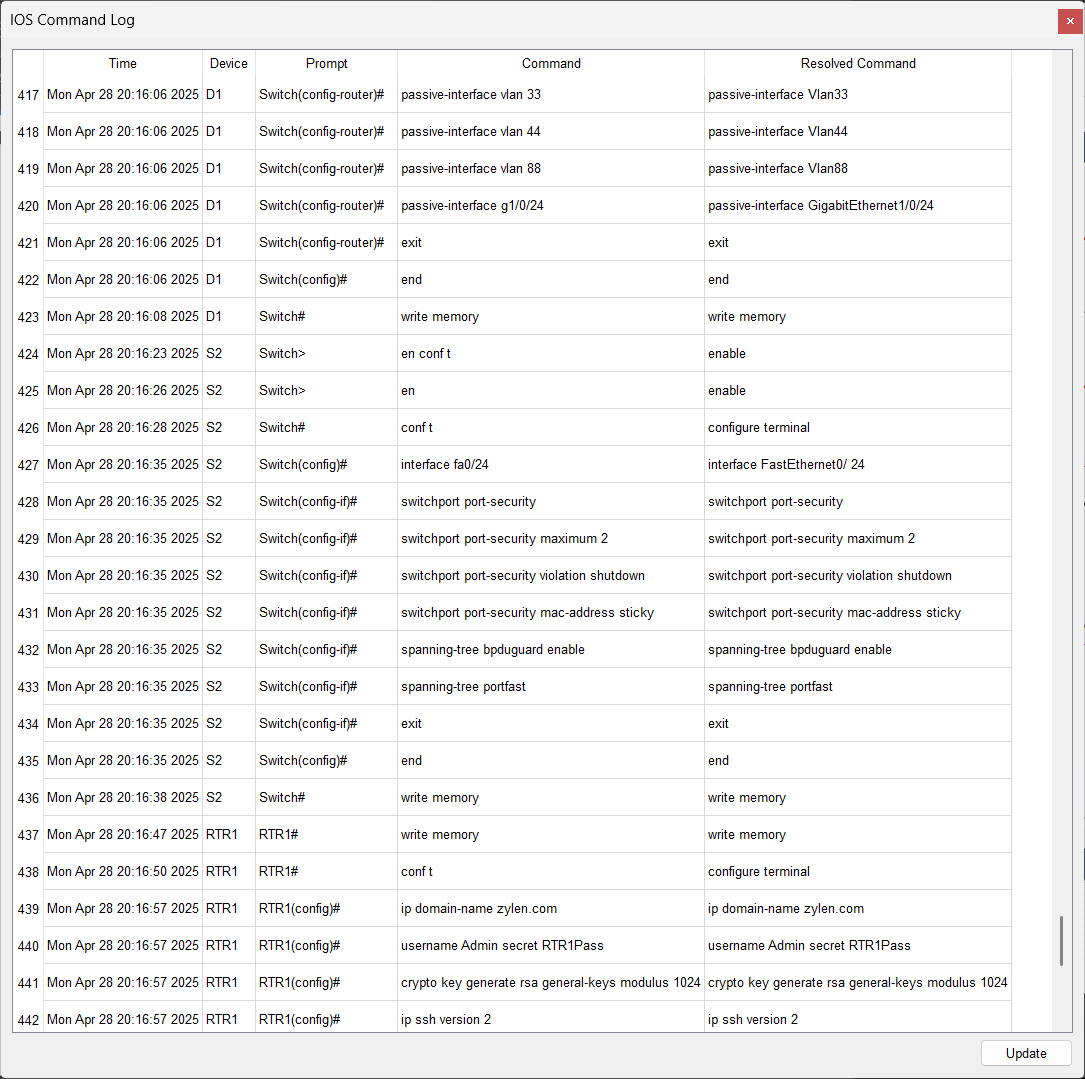 IOS Command Log
Time Device Prompt Command Resolved Command
417 Mon Apr 28 20:16:06 2025 D1 Switch(config-router)# passive-interface vlan 33 passive-interface Vlan33
418 Mon Apr 28 20:16:06 2025 D1 Switch(config-router)# passive-interface vlan 44 passive-interface Vlan44
419 Mon Apr 28 20:16:06 2025 D1 Switch(config-router)# passive-interface vlan 88 passive-interface Vlan88
420 Mon Apr 28 20:16:06 2025 D1 Switch(config-router)# passive-interface g1/0/24 passive-interface GigabitEthernet1/0/24
421 Mon Apr 28 20:16:06 2025 D1 Switch(config-router)# exit exit
422 Mon Apr 28 20:16:06 2025 D1 Switch(config)# end end
423 Mon Apr 28 20:16:08 2025 D1 Switch# write memory write memory
424 Mon Apr 28 20:16:23 2025 S2 Switch> en conf t enable
425 Mon Apr 28 20:16:26 2025 S2 Switch> en enable
426 Mon Apr 28 20:16:28 2025 S2 Switch# conf t configure terminal
427 Mon Apr 28 20:16:35 2025 S2 Switch(config)# interface fa0/24 interface FastEthernet0/ 24
428 Mon Apr 28 20:16:35 2025 S2 Switch(config-if)# switchport port-security switchport port-security
429 Mon Apr 28 20:16:35 2025 S2 Switch(config-if)# switchport port-security maximum 2 switchport port-security maximum 2
430 Mon Apr 28 20:16:35 2025 S2 Switch(config-if)# switchport port-security violation shutdown switchport port-security violation shutdown
431 Mon Apr 28 20:16:35 2025 S2 Switch(config-if)# switchport port-security mac-address sticky switchport port-security mac-address sticky
432 Mon Apr 28 20:16:35 2025 S2 Switch(config-if)# spanning-tree bpduguard enable spanning-tree bpduguard enable
433 Mon Apr 28 20:16:35 2025 S2 Switch(config-if)# spanning-tree portfast spanning-tree portfast
434 Mon Apr 28 20:16:35 2025 S2 Switch(config-if)# exit exit
435 Mon Apr 28 20:16:35 2025 S2 Switch(config)# end end
436 Mon Apr 28 20:16:38 2025 S2 Switch# write memory write memory
437 Mon Apr 28 20:16:47 2025 RTR1 RTR1# write memory write memory
438 Mon Apr 28 20:16:50 2025 RTR1 RTR1# conf t configure terminal
439 Mon Apr 28 20:16:57 2025 RTR1 RTR1(config)# ip domain-name zylen.com ip domain-name zylen.com
440 Mon Apr 28 20:16:57 2025 RTR1 RTR1(config)# username Admin secret RTR1Pass username Admin secret RTR1Pass
441 Mon Apr 28 20:16:57 2025 RTR1 RTR1(config)# crypto key generate rsa general-keys modulus 1024 crypto key generate rsa general-keys modulus 1024
442 Mon Apr 28 20:16:57 2025 RTR1 RTR1(config)# ip ssh version 2 ip ssh version 2
Update